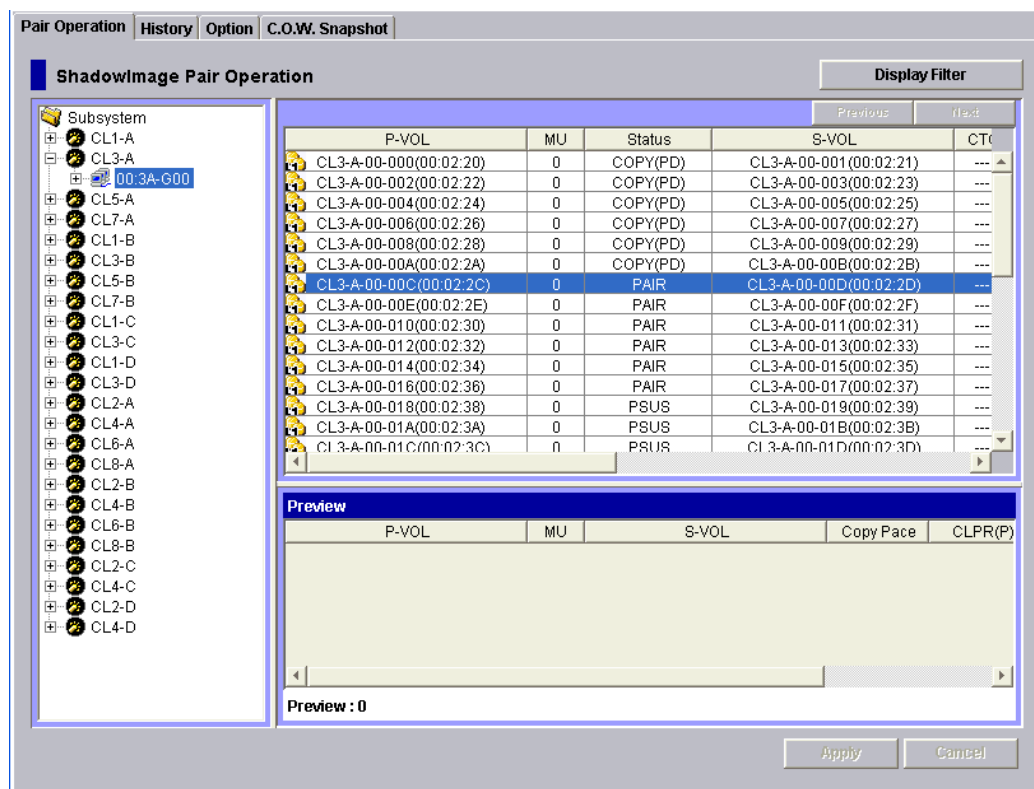 Pair Operation History Option C.O.W. Snapshot
ShadowImage Pair Operation
Display Filter
Subsystem
CL1-A
CL3-A
00:3A-G00
CL5-A
CL7-A
CL1-B
CL3-B
CL5-B
CL7-B
CL1-C
CL3-C
CL1-D
CL3-D
CL2-A
CL4-A
CL6-A
CL8-A
CL2-B
CL4-B
CL6-B
CL8-B
CL2-C
CL4-C
CL2-D
CL4-D
Previous Next
P-VOL MU Status S-VOL CT
CL3-A-00-000(00:02:20) 0 COPY(PD) CL3-A-00-001(00:02:21) ---
CL3-A-00-002(00:02:22) 0 COPY(PD) CL3-A-00-003(00:02:23) ---
CL3-A-00-004(00:02:24) 0 COPY(PD) CL3-A-00-005(00:02:25) ---
CL3-A-00-006(00:02:26) 0 COPY(PD) CL3-A-00-007(00:02:27) ---
CL3-A-00-008(00:02:28) 0 COPY(PD) CL3-A-00-009(00:02:29) ---
CL3-A-00-00A(00:02:2A) 0 COPY(PD) CL3-A-00-00B(00:02:2B) ---
CL3-A-00-00C(00:02:2C) 0 PAIR CL3-A-00-00D(00:02:2D) ---
CL3-A-00-00E(00:02:2E) 0 PAIR CL3-A-00-00F(00:02:2F) ---
CL3-A-00-010(00:02:30) 0 PAIR CL3-A-00-011(00:02:31) ---
CL3-A-00-012(00:02:32) 0 PAIR CL3-A-00-013(00:02:33) ---
CL3-A-00-014(00:02:34) 0 PAIR CL3-A-00-015(00:02:35) ---
CL3-A-00-016(00:02:36) 0 PAIR CL3-A-00-017(00:02:37) ---
CL3-A-00-018(00:02:38) 0 PSUS CL3-A-00-019(00:02:39) ---
CL3-A-00-01A(00:02:3A) 0 PSUS CL3-A-00-01B(00:02:3B) ---
CL3-A-00-01C(00:02:3C) 0 PSUS CL3-A-00-01D(00:02:3D) ---
Preview
P-VOL MU S-VOL Copy Pace CLPR(P)
Preview : 0
Apply Cancel